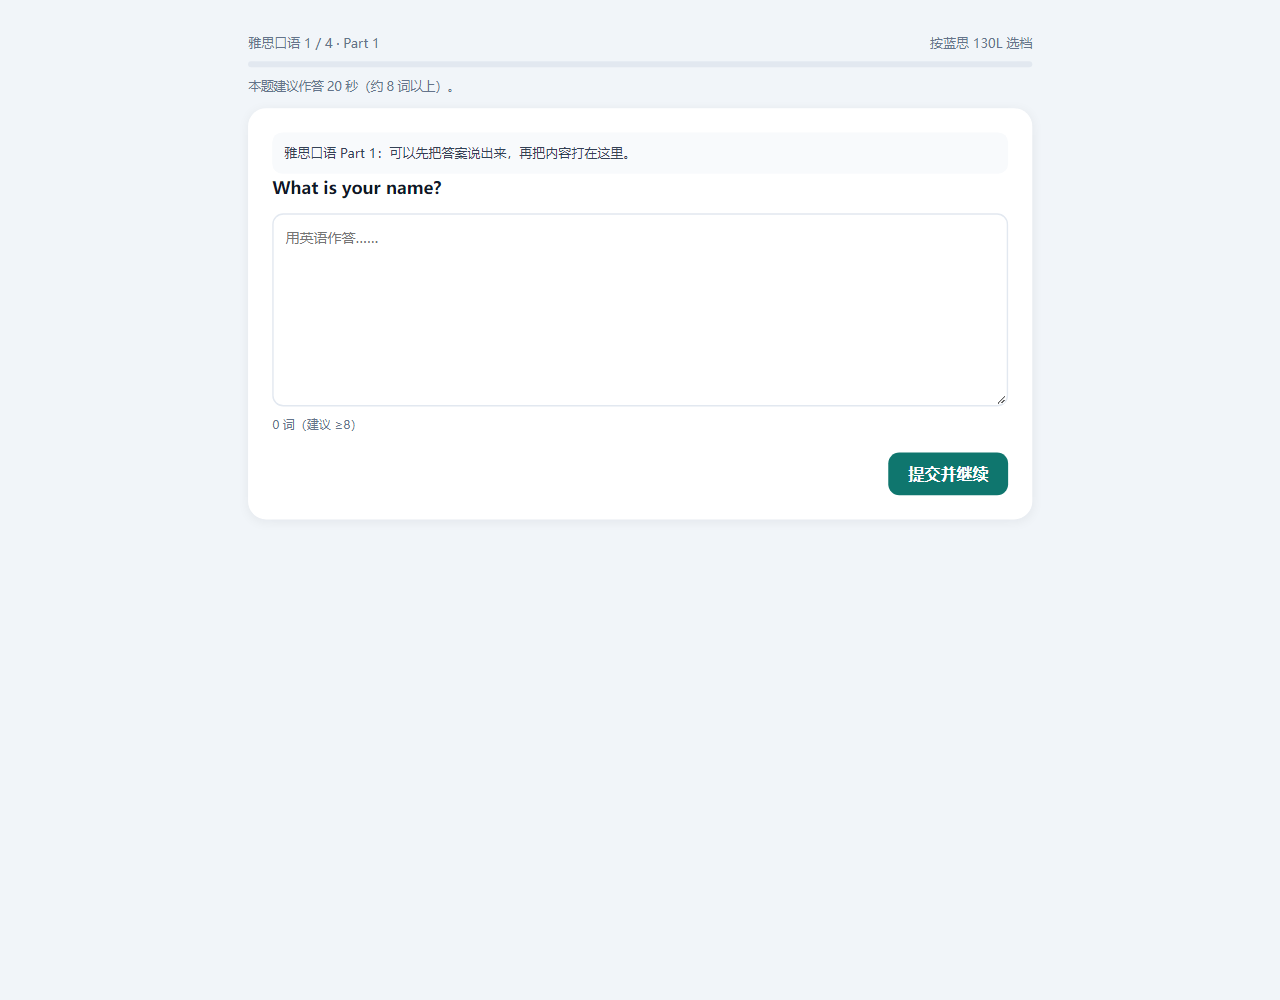 雅思口语 1 / 4 · Part 1
按蓝思 130L 选档
本题建议作答 20 秒（约 8 词以上）。
雅思口语 Part 1：可以先把答案说出来，再把内容打在这里。
What is your name?
用英语作答……
0 词（建议 ≥8）
提交并继续